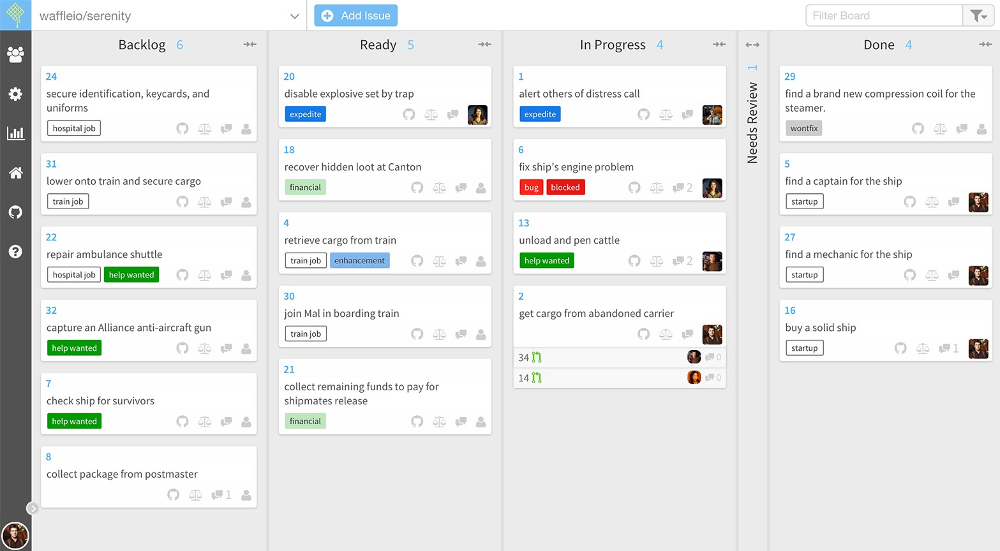 waffleio/serenity
Add Issue
Filter Board
Backlog 6
24
secure identification, keycards, and
uniforms
hospital job
31
lower onto train and secure cargo
train job
22
repair ambulance shuttle
hospital job help wanted
32
capture an Alliance anti-aircraft gun
help wanted
7
check ship for survivors
help wanted
8
collect package from postmaster
1
Ready 5
20
disable explosive set by trap
expedite
18
recover hidden loot at Canton
financial
4
retrieve cargo from train
train job enhancement
30
join Mal in boarding train
train job
21
collect remaining funds to pay for
shipmates release
financial
In Progress 4
1
alert others of distress call
expedite
6
fix ship’s engine problem
bug blocked 2
13
unload and pen cattle
help wanted 2
2
get cargo from abandoned carrier
34 0
14 0
Needs Review 1
Done 4
29
find a brand new compression coil for the
steamer.
wontfix
5
find a captain for the ship
startup
27
find a mechanic for the ship
startup
16
buy a solid ship
startup 1